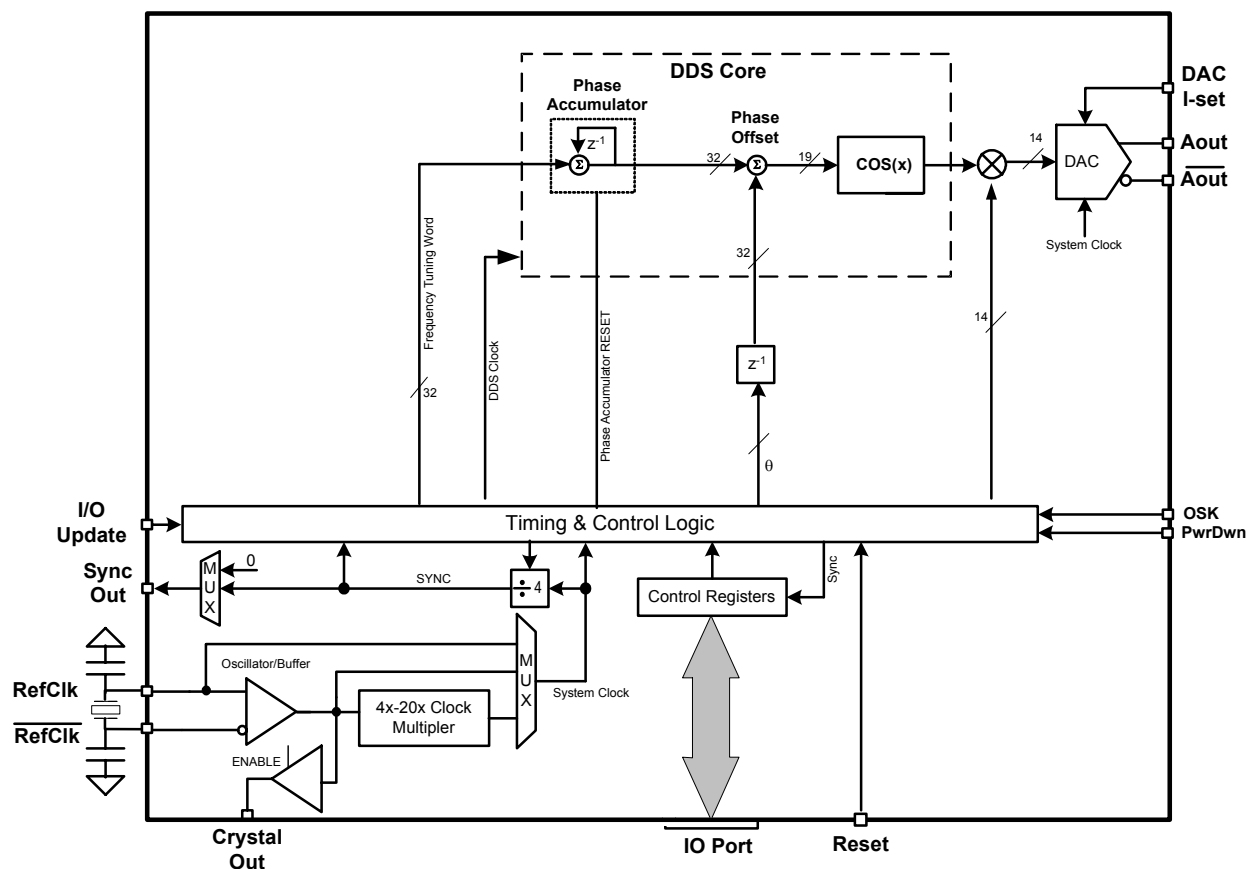 DDS Core
Phase
Accumulator
z-1
Σ
Phase
Offset
32
Σ
19
COS(x)
14
DAC
DAC
I-set
Aout
Aout
System Clock
Frequency Tuning Word
32
DDS Clock
Phase Accumulator RESET
32
z-1
θ
14
I/O
Update
Timing & Control Logic
OSK
PwrDwn
Sync
Out
MUX
0
SYNC
÷ 4
Control Registers
Sync
Oscillator/Buffer
RefClk
RefClk
4x-20x Clock
Multipler
MUX
System Clock
ENABLE
Crystal
Out
IO Port
Reset